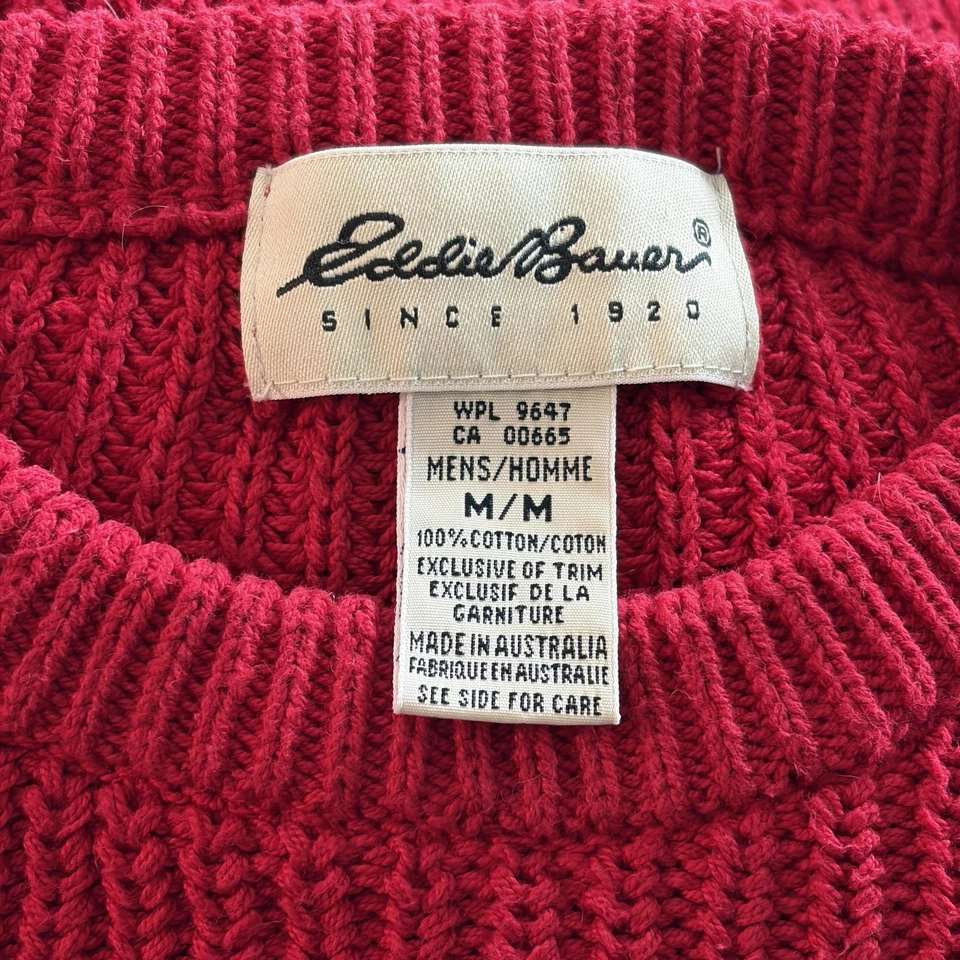 Eddie Bauer®
SINCE 1920
WPL 9647
CA 00665
MENS/HOMME
M/M
100% COTTON/COTON
EXCLUSIVE OF TRIM
EXCLUSIF DE LA
GARNITURE
MADE IN AUSTRALIA
FABRIQUE EN AUSTRALIE
SEE SIDE FOR CARE